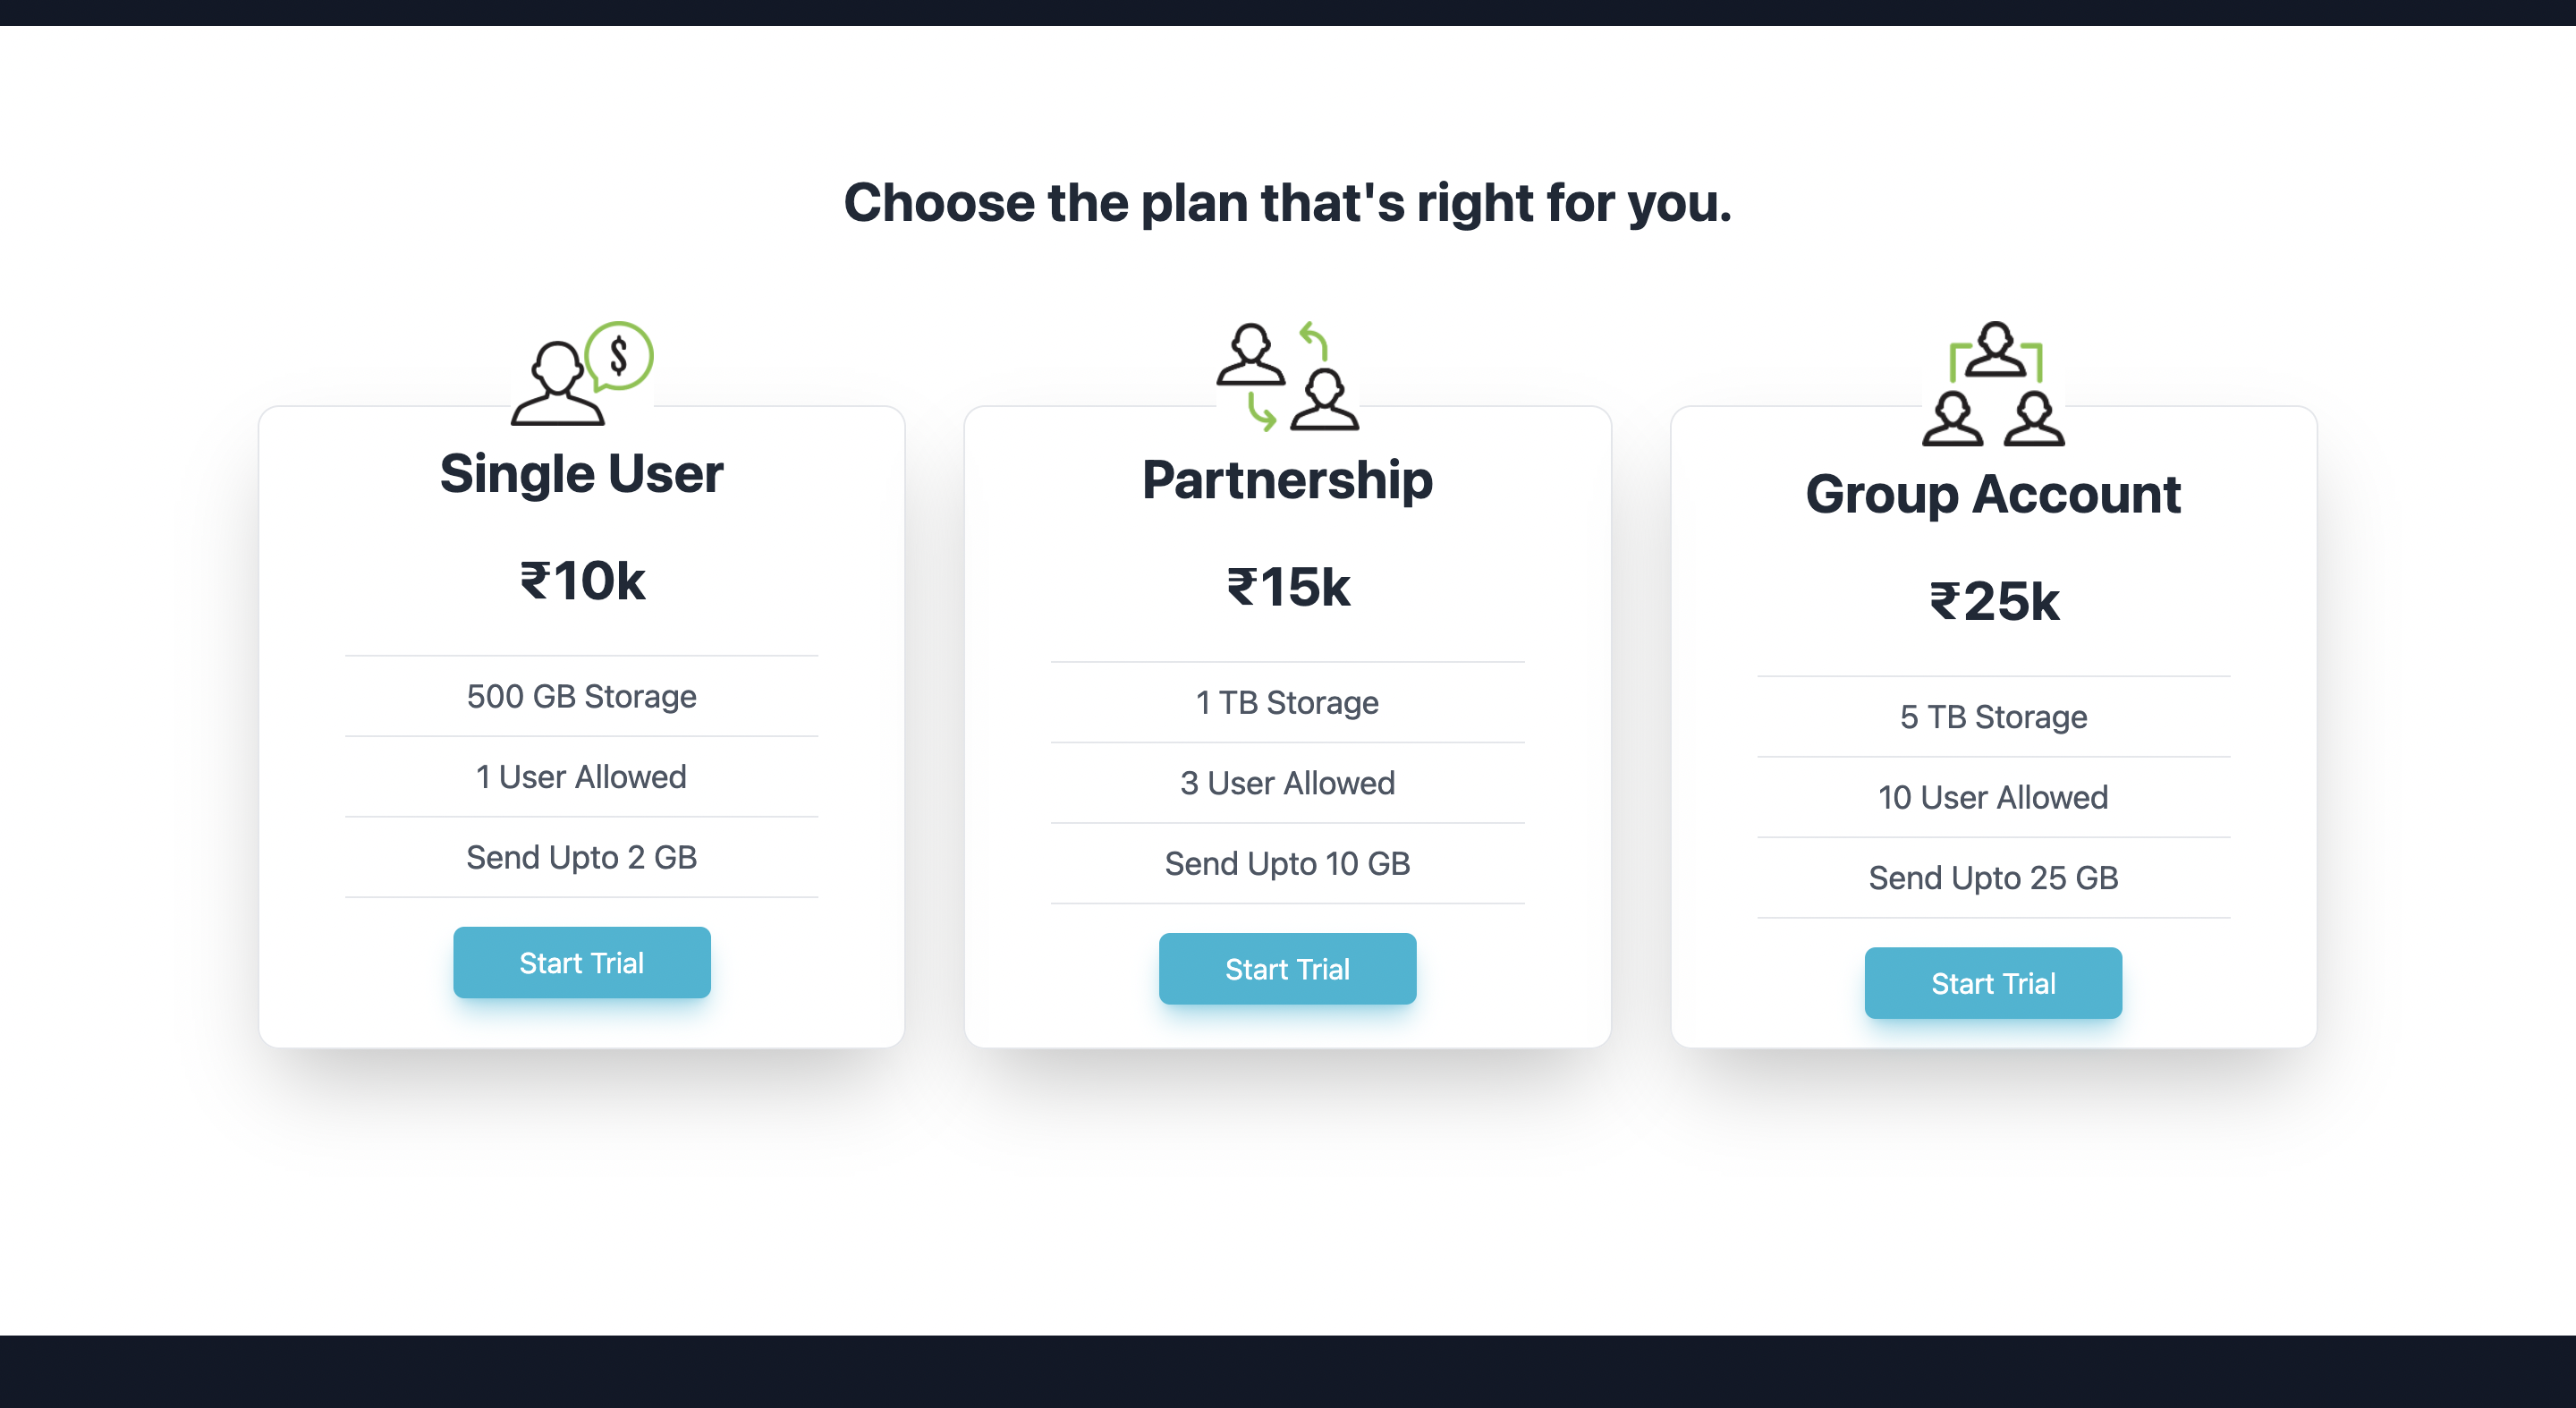 Choose the plan that's right for you.
$
Single User
₹10k
500 GB Storage
1 User Allowed
Send Upto 2 GB
Start Trial
Partnership
₹15k
1 TB Storage
3 User Allowed
Send Upto 10 GB
Start Trial
Group Account
₹25k
5 TB Storage
10 User Allowed
Send Upto 25 GB
Start Trial